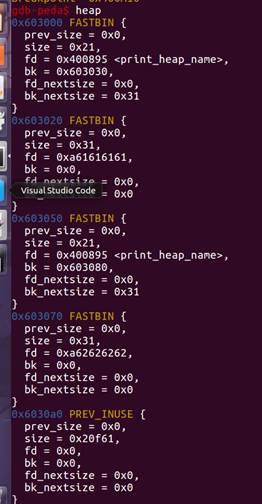 gdb-peda$ heap
0x603000 FASTBIN {
prev_size = 0x0,
size = 0x21,
fd = 0x400895 <print_heap_name>,
bk = 0x603030,
fd_nextsize = 0x0,
bk_nextsize = 0x31
}
0x603020 FASTBIN {
prev_size = 0x0,
size = 0x31,
fd = 0xa61616161,
bk = 0x0,
fd_nextsize = 0x0,
Visual Studio Code
= 0x0
}
0x603050 FASTBIN {
prev_size = 0x0,
size = 0x21,
fd = 0x400895 <print_heap_name>,
bk = 0x603080,
fd_nextsize = 0x0,
bk_nextsize = 0x31
}
0x603070 FASTBIN {
prev_size = 0x0,
size = 0x31,
fd = 0xa62626262,
bk = 0x0,
fd_nextsize = 0x0,
bk_nextsize = 0x0
}
0x6030a0 PREV_INUSE {
prev_size = 0x0,
size = 0x20f61,
fd = 0x0,
bk = 0x0,
fd_nextsize = 0x0,
bk_nextsize = 0x0
}